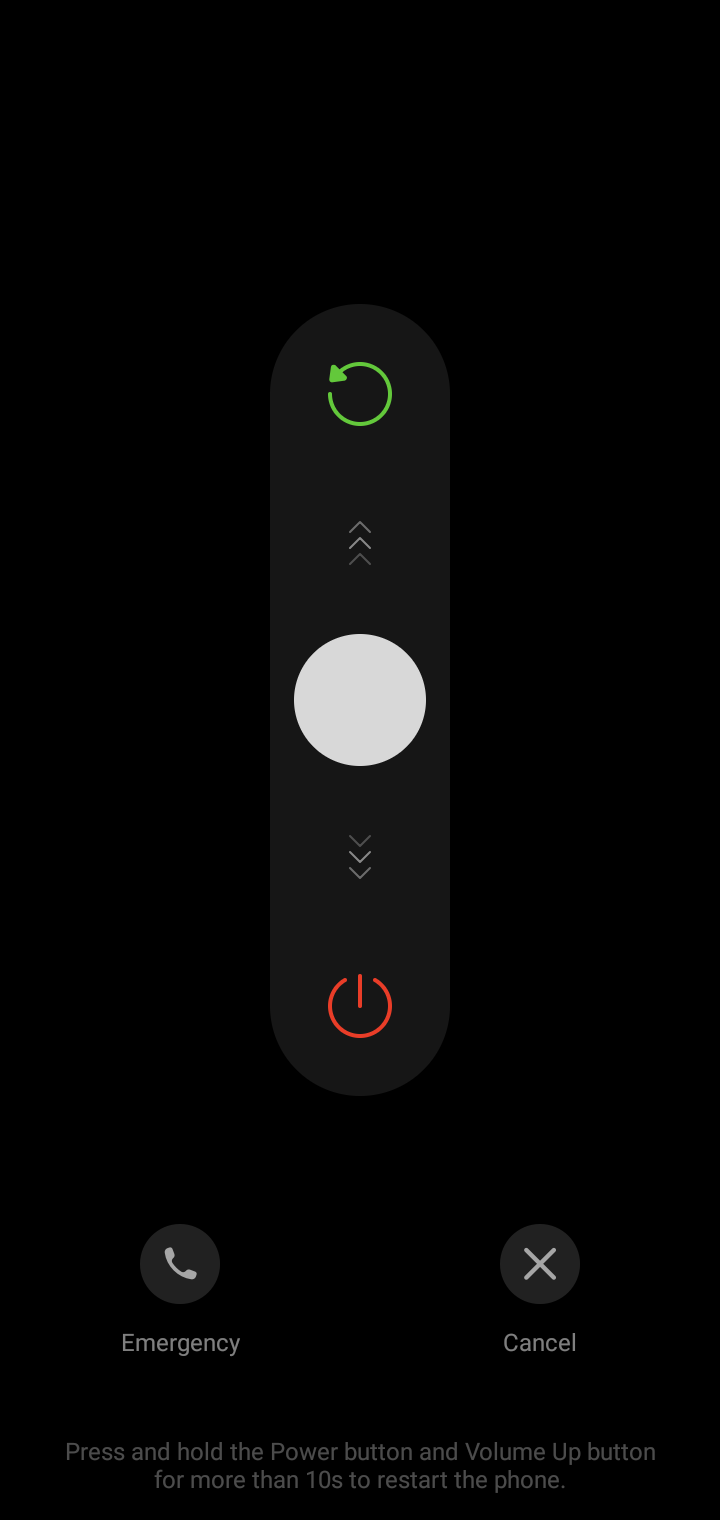 Emergency
Cancel
Press and hold the Power button and Volume Up button
for more than 10s to restart the phone.